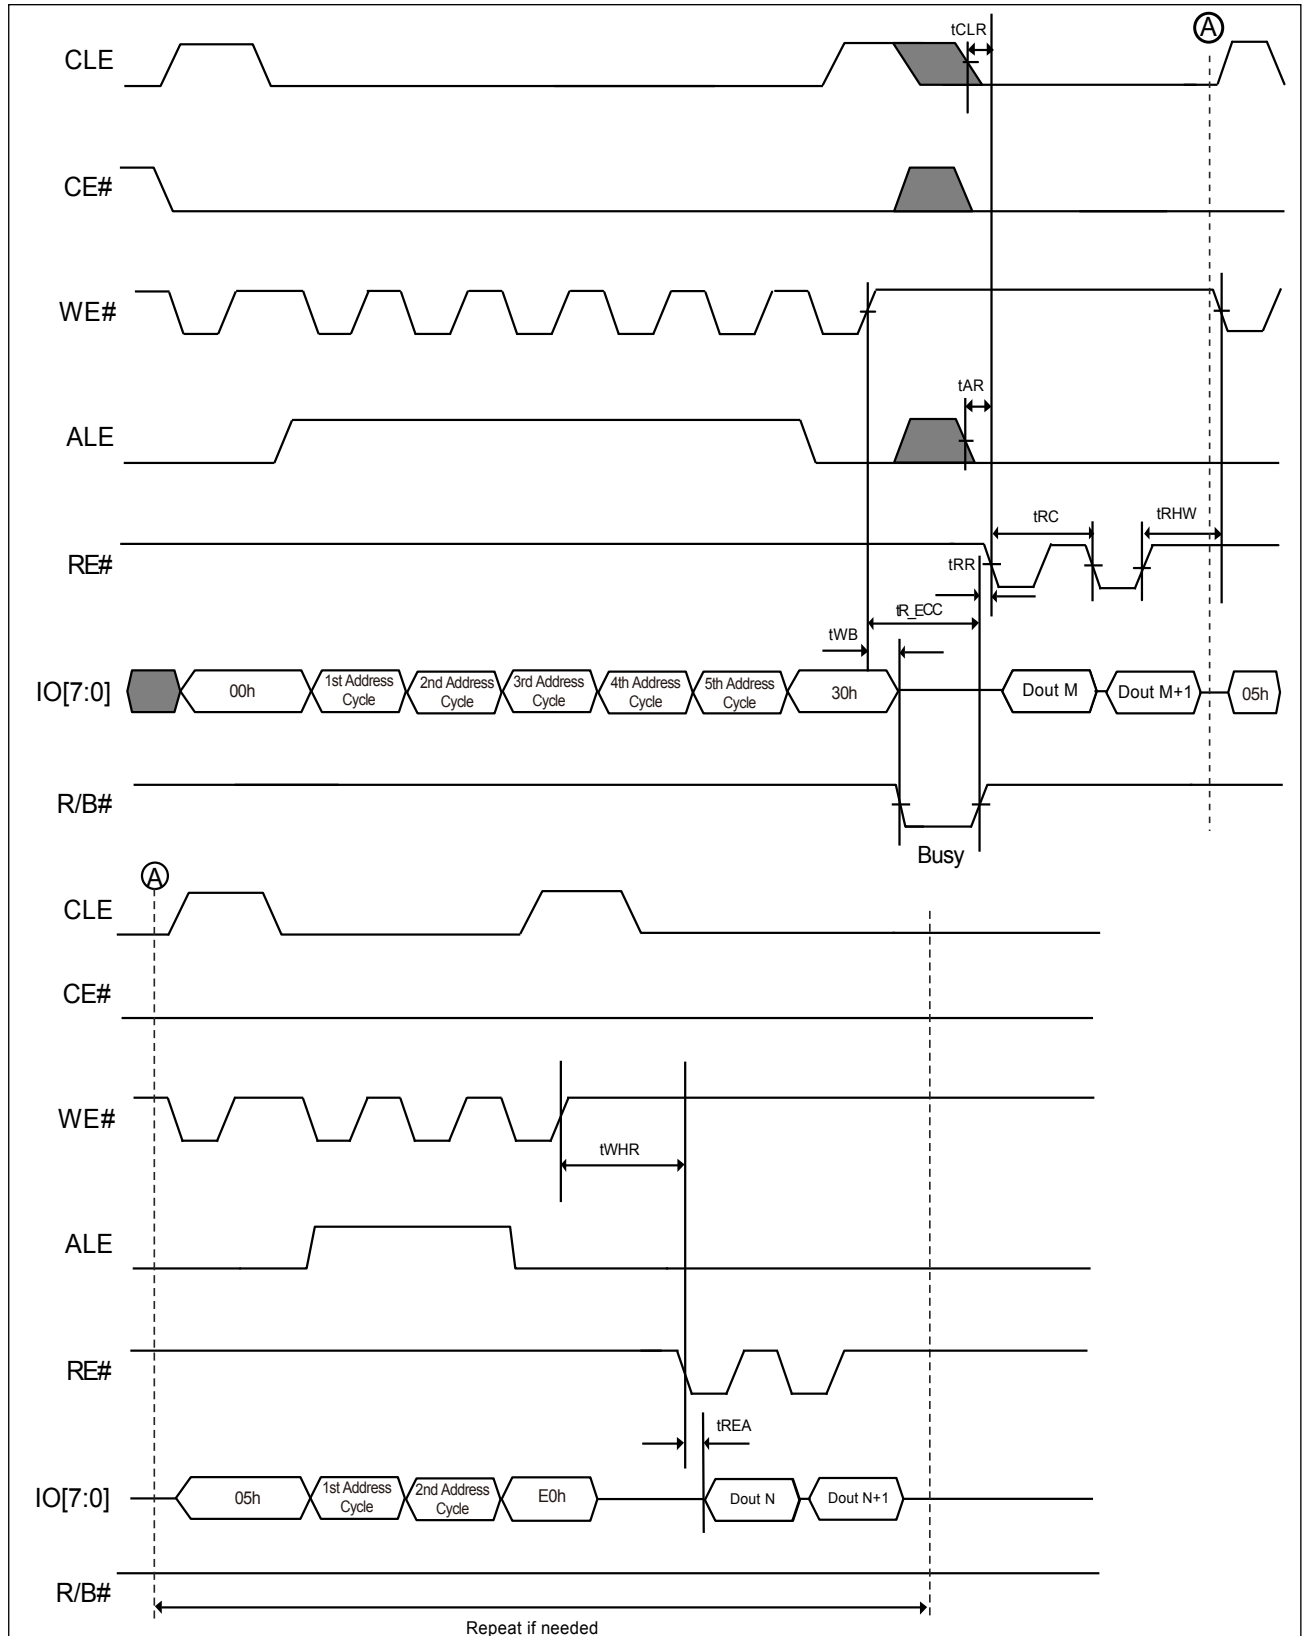 tCLR
A
CLE
CE#
WE#
tAR
ALE
tRC
tRHW
RE#
tRR
tR_ECC
tWB
IO[7:0]
00h
1st Address
Cycle
2nd Address
Cycle
3rd Address
Cycle
4th Address
Cycle
5th Address
Cycle
30h
Dout M
Dout M+1
05h
R/B#
Busy
A
CLE
CE#
WE#
tWHR
ALE
RE#
tREA
IO[7:0]
05h
1st Address
Cycle
2nd Address
Cycle
E0h
Dout N
Dout N+1
R/B#
Repeat if needed